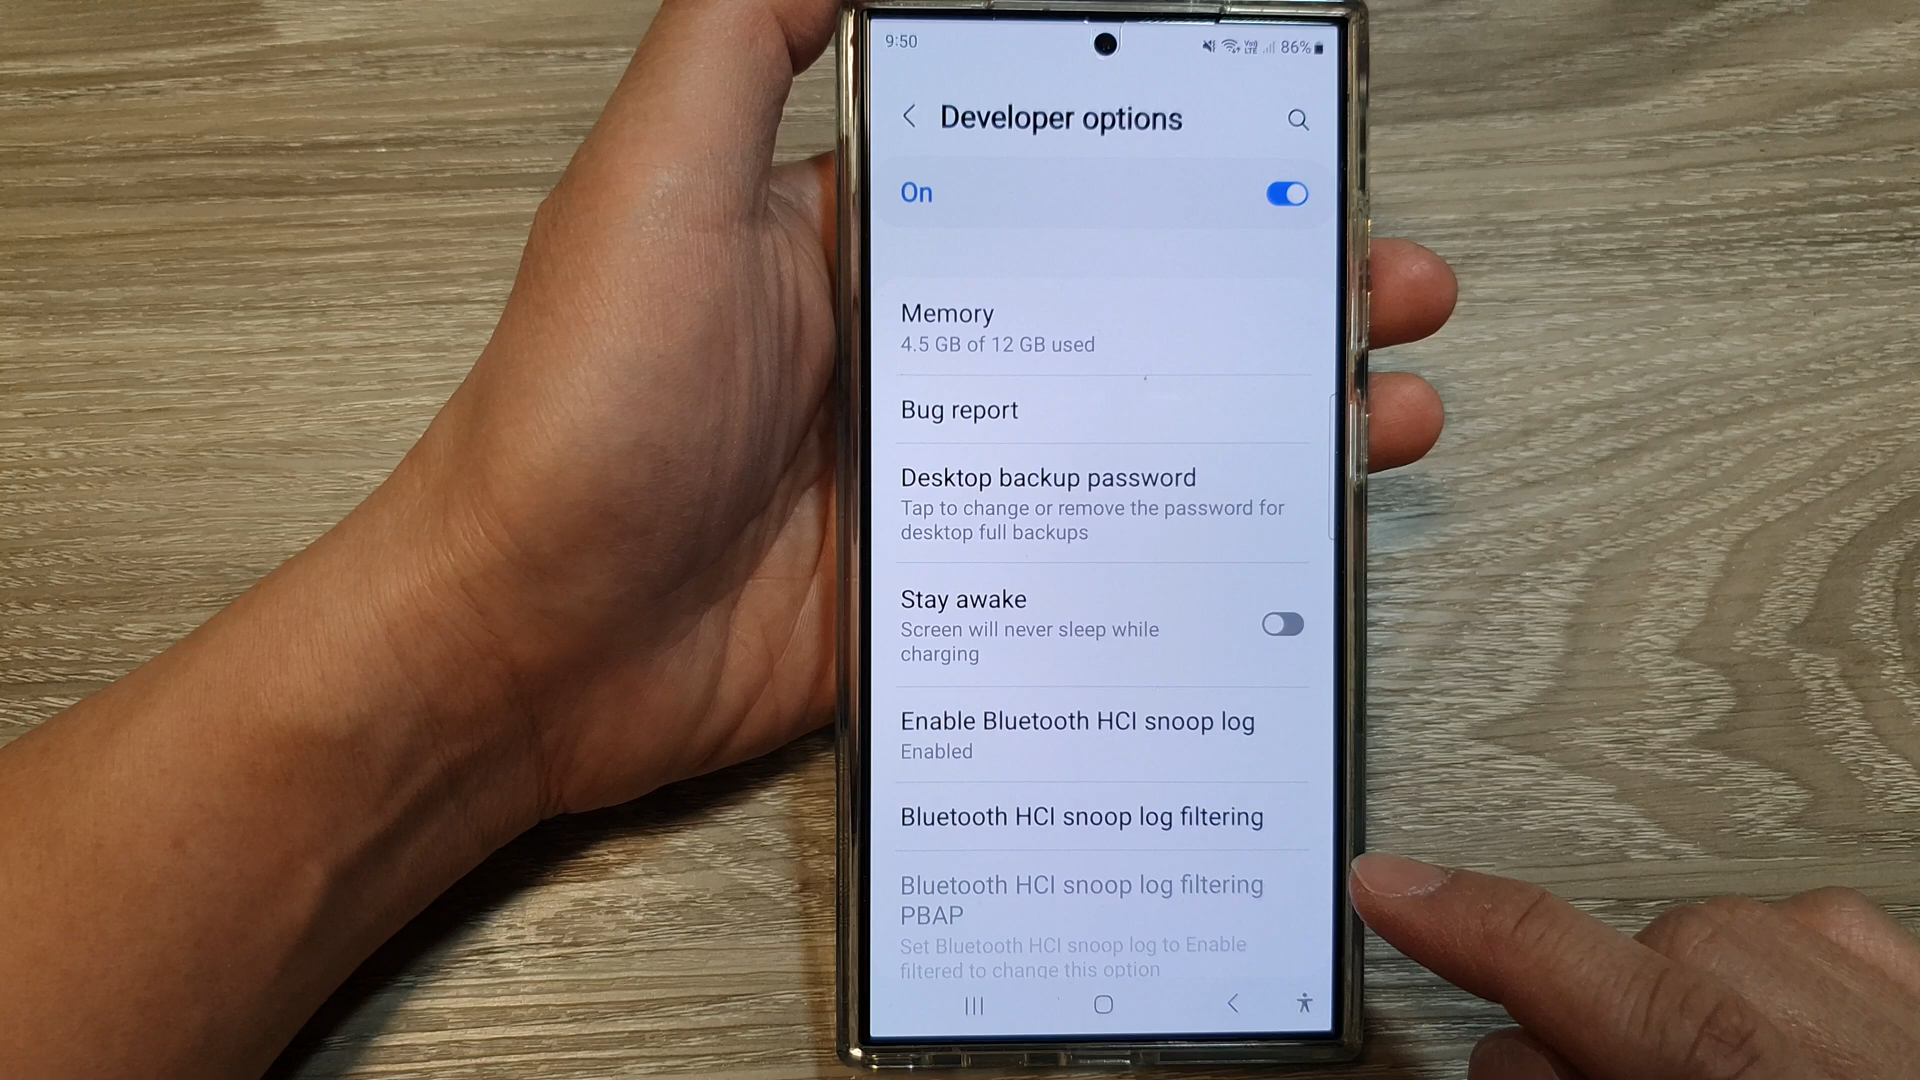 9:50
Vo)) LTE 86%
Developer options
On
Memory
4.5 GB of 12 GB used
Bug report
Desktop backup password
Tap to change or remove the password for
desktop full backups
Stay awake
Screen will never sleep while
charging
Enable Bluetooth HCI snoop log
Enabled
Bluetooth HCI snoop log filtering
Bluetooth HCI snoop log filtering
PBAP
Set Bluetooth HCI snoop log to Enable
filtered to change this option